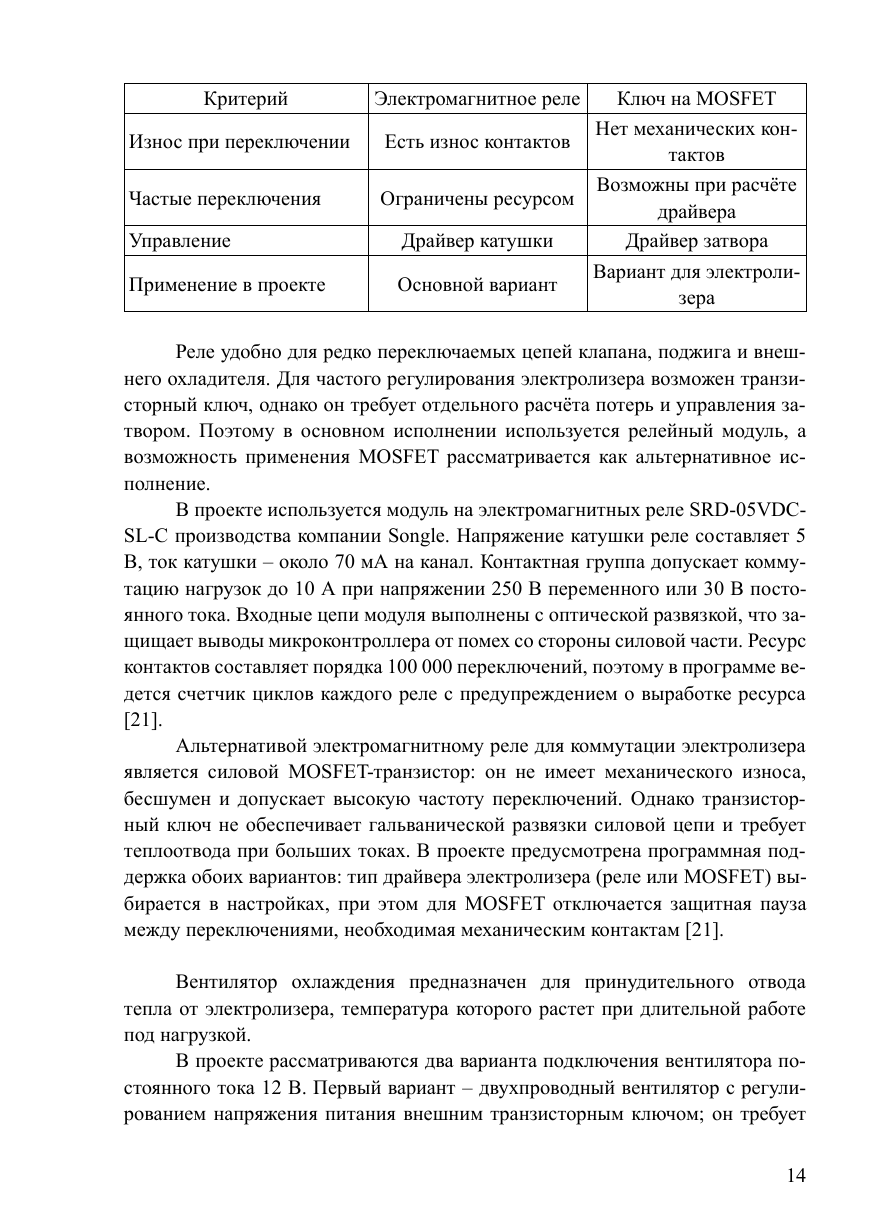 Критерий Электромагнитное реле Ключ на MOSFET
Износ при переключении Есть износ контактов Нет механических кон-
тактов
Частые переключения Ограничены ресурсом Возможны при расчёте
драйвера
Управление Драйвер катушки Драйвер затвора
Применение в проекте Основной вариант Вариант для электроли-
зера
Реле удобно для редко переключаемых цепей клапана, поджига и внеш-
него охладителя. Для частого регулирования электролизера возможен транзи-
сторный ключ, однако он требует отдельного расчёта потерь и управления за-
твором. Поэтому в основном исполнении используется релейный модуль, а
возможность применения MOSFET рассматривается как альтернативное ис-
полнение.
В проекте используется модуль на электромагнитных реле SRD-05VDC-
SL-C производства компании Songle. Напряжение катушки реле составляет 5
В, ток катушки – около 70 мА на канал. Контактная группа допускает комму-
тацию нагрузок до 10 А при напряжении 250 В переменного или 30 В посто-
янного тока. Входные цепи модуля выполнены с оптической развязкой, что за-
щищает выводы микроконтроллера от помех со стороны силовой части. Ресурс
контактов составляет порядка 100 000 переключений, поэтому в программе ве-
дется счетчик циклов каждого реле с предупреждением о выработке ресурса
[21].
Альтернативой электромагнитному реле для коммутации электролизера
является силовой MOSFET-транзистор: он не имеет механического износа,
бесшумен и допускает высокую частоту переключений. Однако транзистор-
ный ключ не обеспечивает гальванической развязки силовой цепи и требует
теплоотвода при больших токах. В проекте предусмотрена программная под-
держка обоих вариантов: тип драйвера электролизера (реле или MOSFET) вы-
бирается в настройках, при этом для MOSFET отключается защитная пауза
между переключениями, необходимая механическим контактам [21].
Вентилятор охлаждения предназначен для принудительного отвода
тепла от электролизера, температура которого растет при длительной работе
под нагрузкой.
В проекте рассматриваются два варианта подключения вентилятора по-
стоянного тока 12 В. Первый вариант – двухпроводный вентилятор с регули-
рованием напряжения питания внешним транзисторным ключом; он требует
14